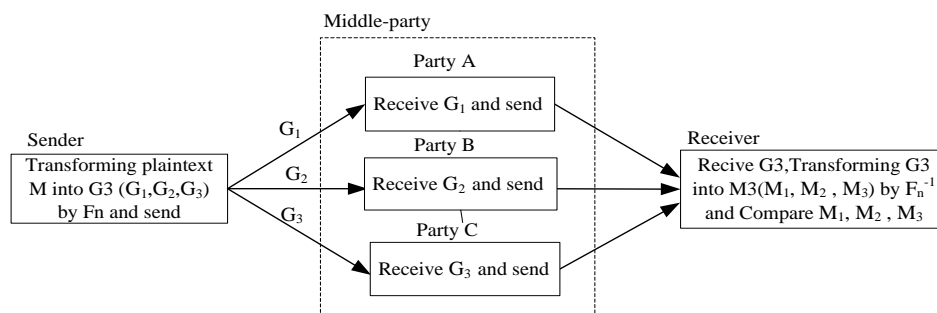 Middle-party
Party A
Receive G₁ and send
Sender
G₁
Transforming plaintext
M into G3 (G₁,G₂,G₃)
by Fn and send
G₂
G₃
Party B
Receive G₂ and send
Party C
Receive G₃ and send
Receiver
Recive G3,Transforming G3
into M3(M₁, M₂ , M₃) by Fₙ⁻¹
and Compare M₁, M₂ , M₃